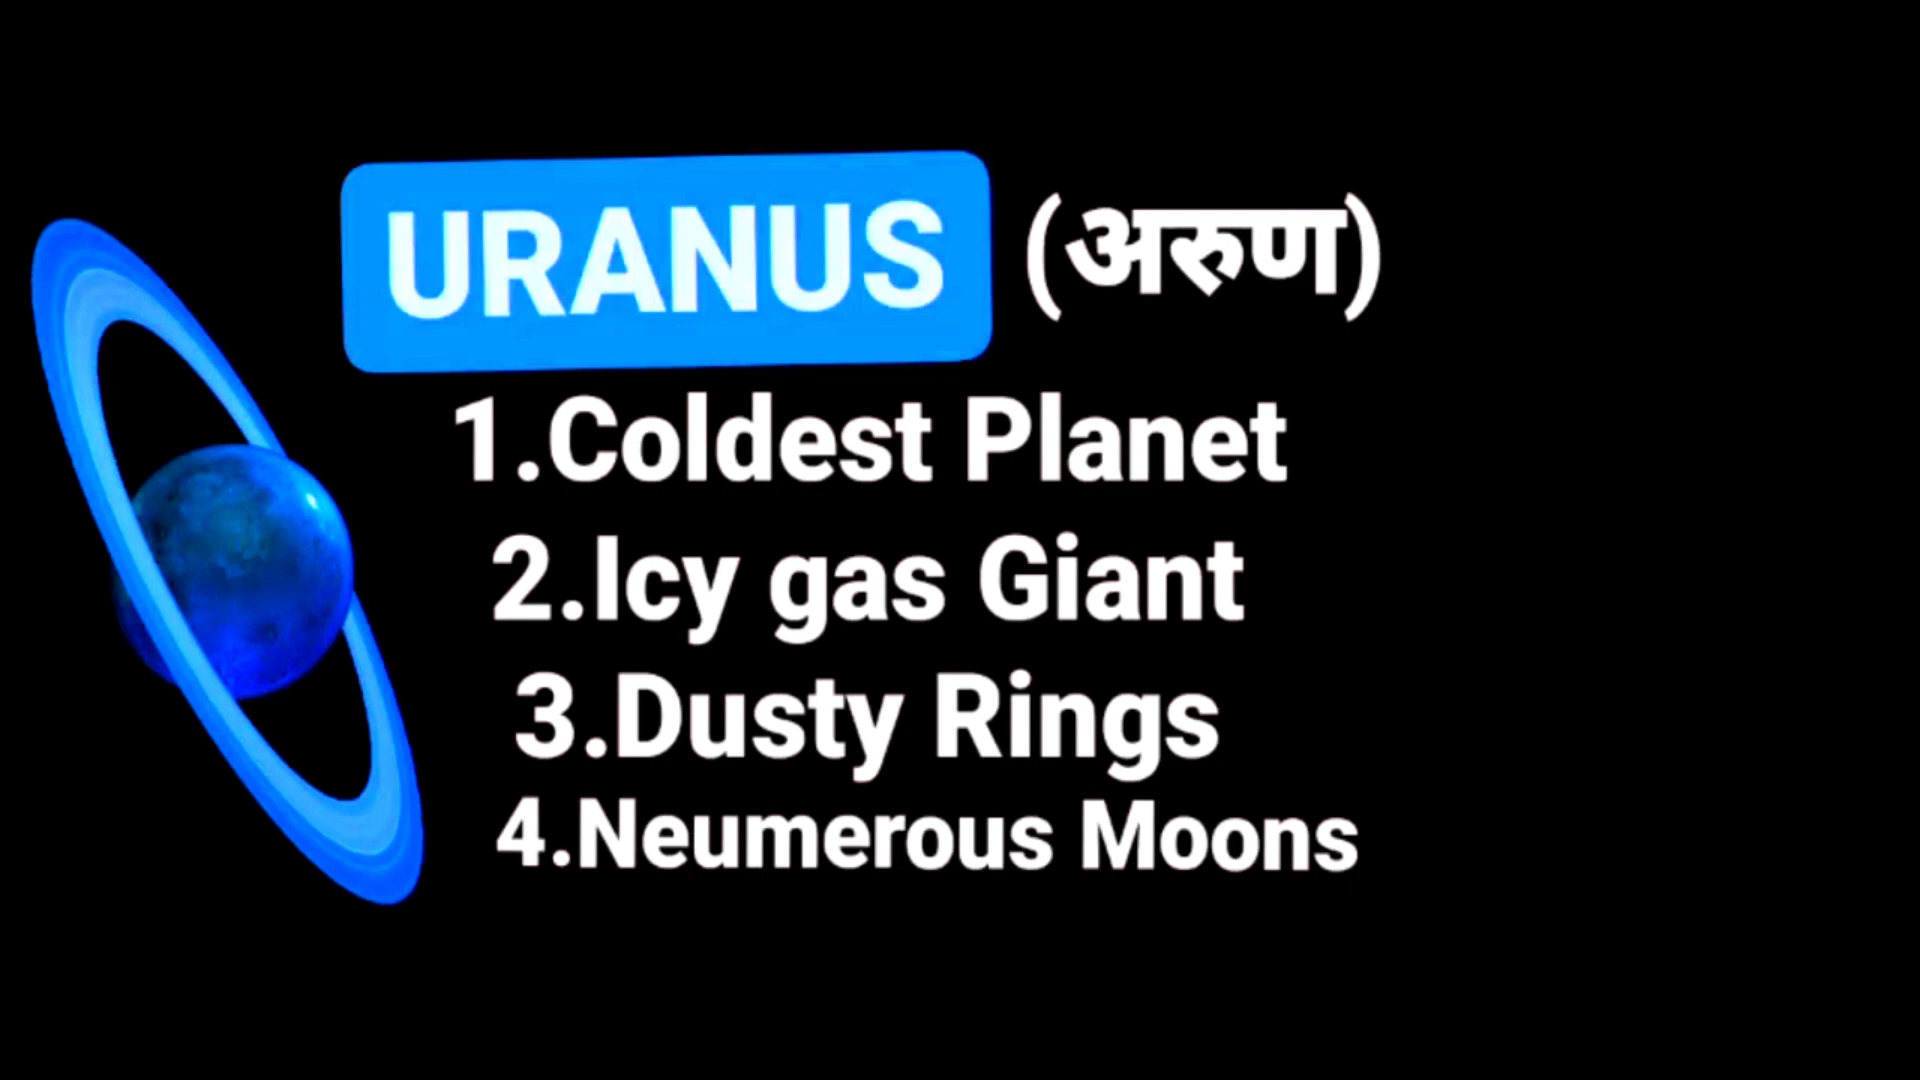 URANUS (अरुण)
1.Coldest Planet
2.Icy gas Giant
3.Dusty Rings
4.Neumerous Moons